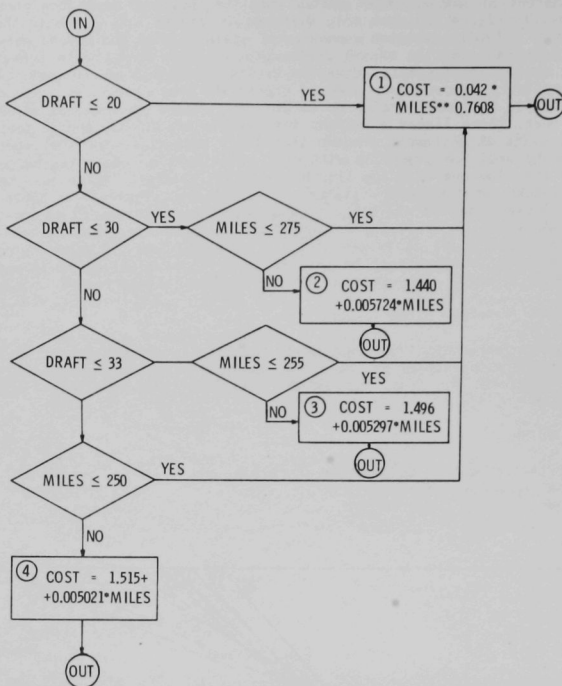 IN
DRAFT ≤ 20
YES
① COST = 0.042 *
MILES** 0.7608
OUT
NO
DRAFT ≤ 30
YES
MILES ≤ 275
YES
NO
② COST = 1.440
+0.005724*MILES
OUT
NO
DRAFT ≤ 33
MILES ≤ 255
YES
NO
③ COST = 1.496
+0.005297*MILES
OUT
MILES ≤ 250
YES
NO
④ COST = 1.515+
+0.005021*MILES
OUT